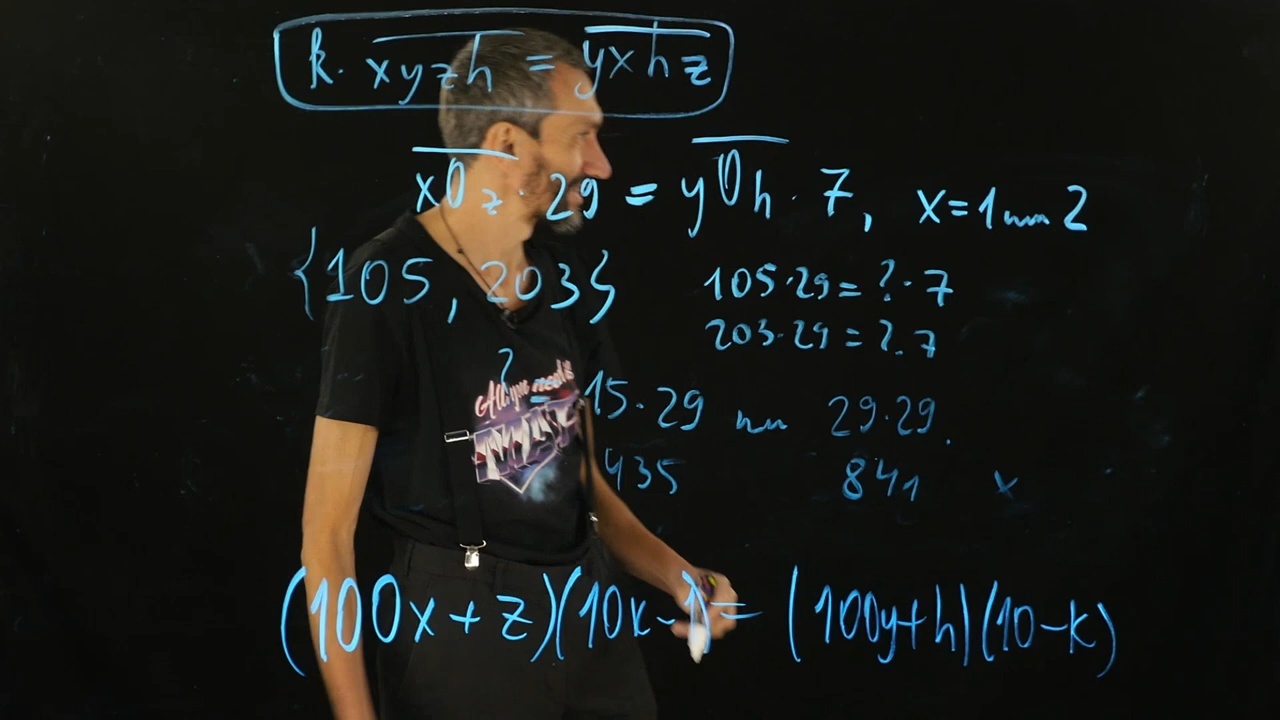 k. xyzh = yxhz
x0z · 29 = y0h · 7, x = 1 или 2
{105, 203} 105·29 = ?·7
203·29 = ?·7
? = 15·29 или 29·29.
435 841 x
(100x + z)(10k - 1) = (100y + h)(10 - k)